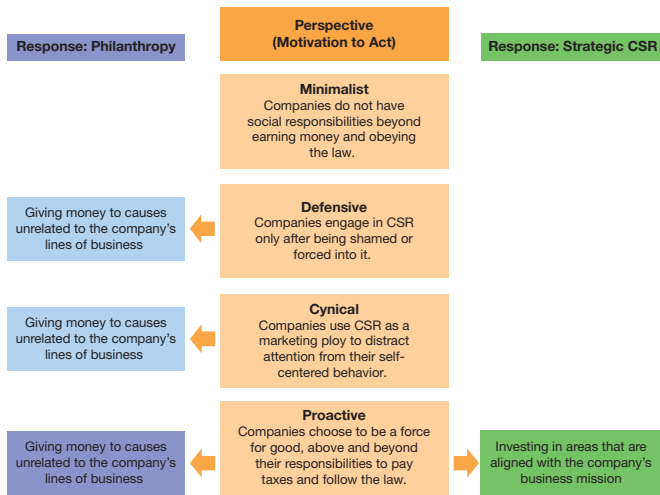 Response: Philanthropy
Perspective
(Motivation to Act)
Response: Strategic CSR
Minimalist
Companies do not have
social responsibilities beyond
earning money and obeying
the law.
Giving money to causes
unrelated to the company’s
lines of business
Defensive
Companies engage in CSR
only after being shamed or
forced into it.
Giving money to causes
unrelated to the company’s
lines of business
Cynical
Companies use CSR as a
marketing ploy to distract
attention from their self-
centered behavior.
Giving money to causes
unrelated to the company’s
lines of business
Proactive
Companies choose to be a force
for good, above and beyond
their responsibilities to pay
taxes and follow the law.
Investing in areas that are
aligned with the company’s
business mission